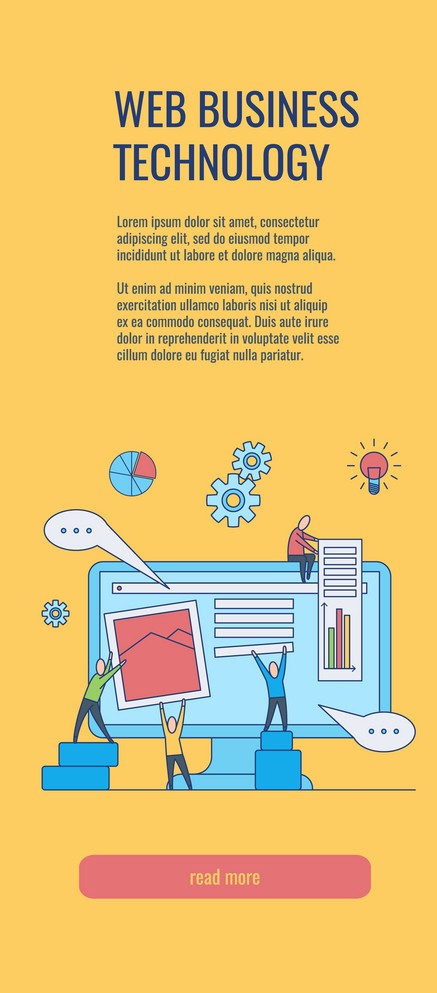 WEB BUSINESS
TECHNOLOGY
Lorem ipsum dolor sit amet, consectetur
adipiscing elit, sed do eiusmod tempor
incididunt ut labore et dolore magna aliqua.
Ut enim ad minim veniam, quis nostrud
exercitation ullamco laboris nisi ut aliquip
ex ea commodo consequat. Duis aute irure
dolor in reprehenderit in voluptate velit esse
cillum dolore eu fugiat nulla pariatur.
read more